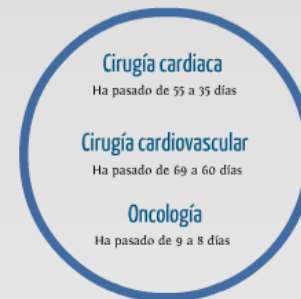 Cirugía cardiaca
Ha pasado de 55 a 35 días
Cirugía cardiovascular
Ha pasado de 69 a 60 días
Oncología
Ha pasado de 9 a 8 días